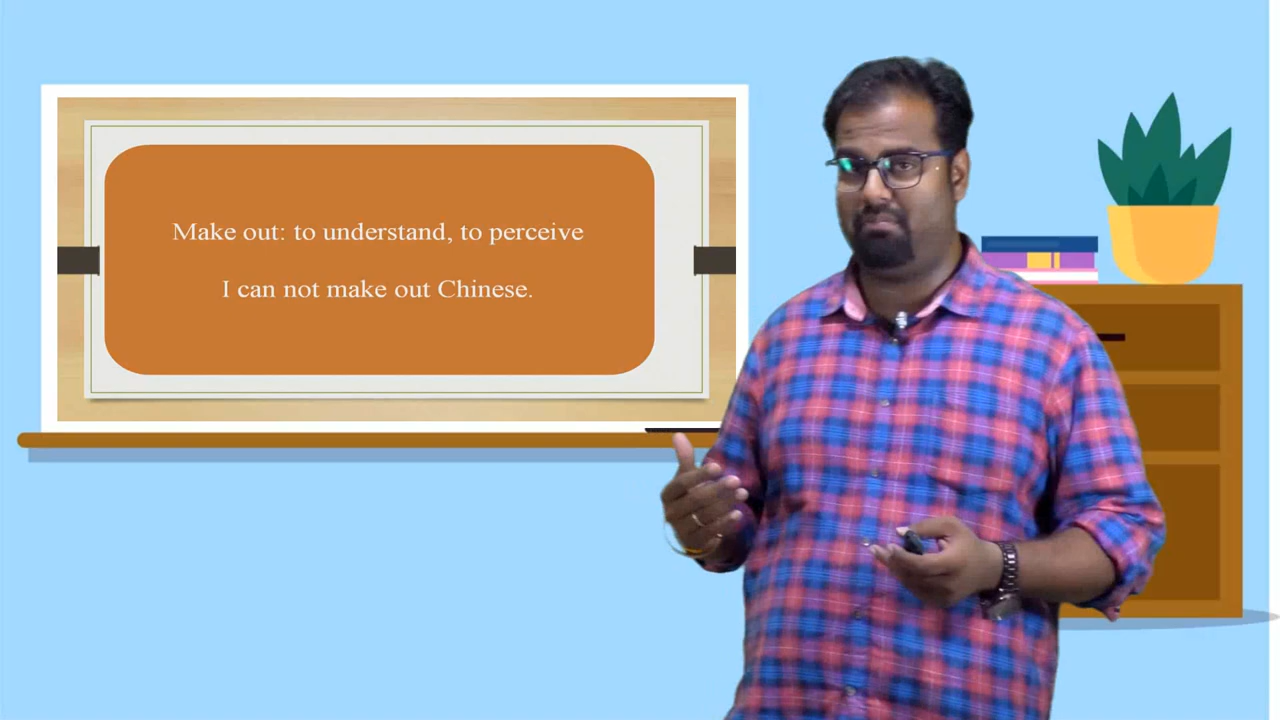 Make out: to understand, to perceive
I can not make out Chinese.